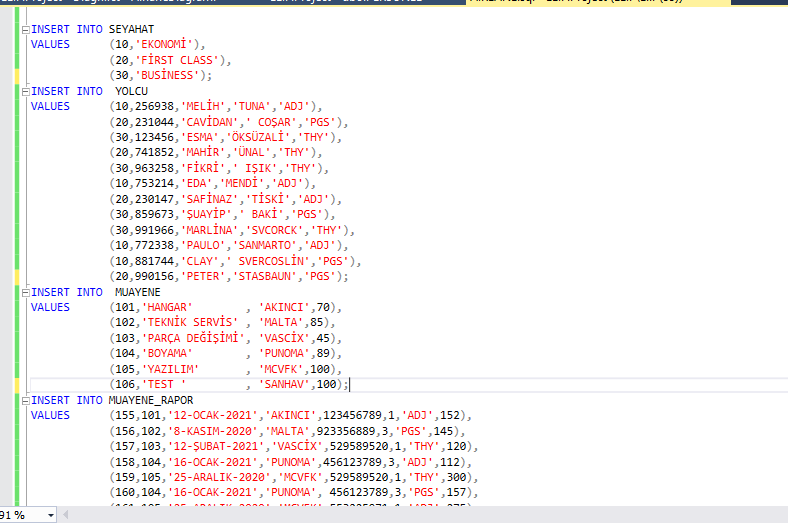 INSERT INTO SEYAHAT
VALUES (10,'EKONOMİ'),
(20,'FİRST CLASS'),
(30,'BUSİNESS');
INSERT INTO YOLCU
VALUES (10,256938,'MELİH','TUNA','ADJ'),
(20,231044,'CAVİDAN',' COŞAR','PGS'),
(30,123456,'ESMA','ÖKSÜZALİ','THY'),
(20,741852,'MAHİR','ÜNAL','THY'),
(30,963258,'FİKRİ',' IŞIK','THY'),
(10,753214,'EDA','MENDİ','ADJ'),
(20,230147,'SAFİNAZ','TİSKİ','ADJ'),
(30,859673,'ŞUAYİP',' BAKİ','PGS'),
(30,991966,'MARLİNA','SVCORCK','THY'),
(10,772338,'PAULO','SANMARTO','ADJ'),
(10,881744,'CLAY',' SVERCOSLİN','PGS'),
(20,990156,'PETER','STASBAUN','PGS');
INSERT INTO MUAYENE
VALUES (101,'HANGAR' , 'AKINCI',70),
(102,'TEKNİK SERVİS' , 'MALTA',85),
(103,'PARÇA DEĞİŞİMİ', 'VASCİX',45),
(104,'BOYAMA' , 'PUNOMA',89),
(105,'YAZILIM' , 'MCVFK',100),
(106,'TEST ' , 'SANHAV',100);
INSERT INTO MUAYENE_RAPOR
VALUES (155,101,'12-OCAK-2021','AKINCI',123456789,1,'ADJ',152),
(156,102,'8-KASIM-2020','MALTA',923356889,3,'PGS',145),
(157,103,'12-ŞUBAT-2021','VASCİX',529589520,1,'THY',120),
(158,104,'16-OCAK-2021','PUNOMA',456123789,3,'ADJ',112),
(159,105,'25-ARALIK-2020','MCVFK',529589520,1,'THY',300),
(160,104,'16-OCAK-2021','PUNOMA', 456123789,3,'PGS',157),
91 %